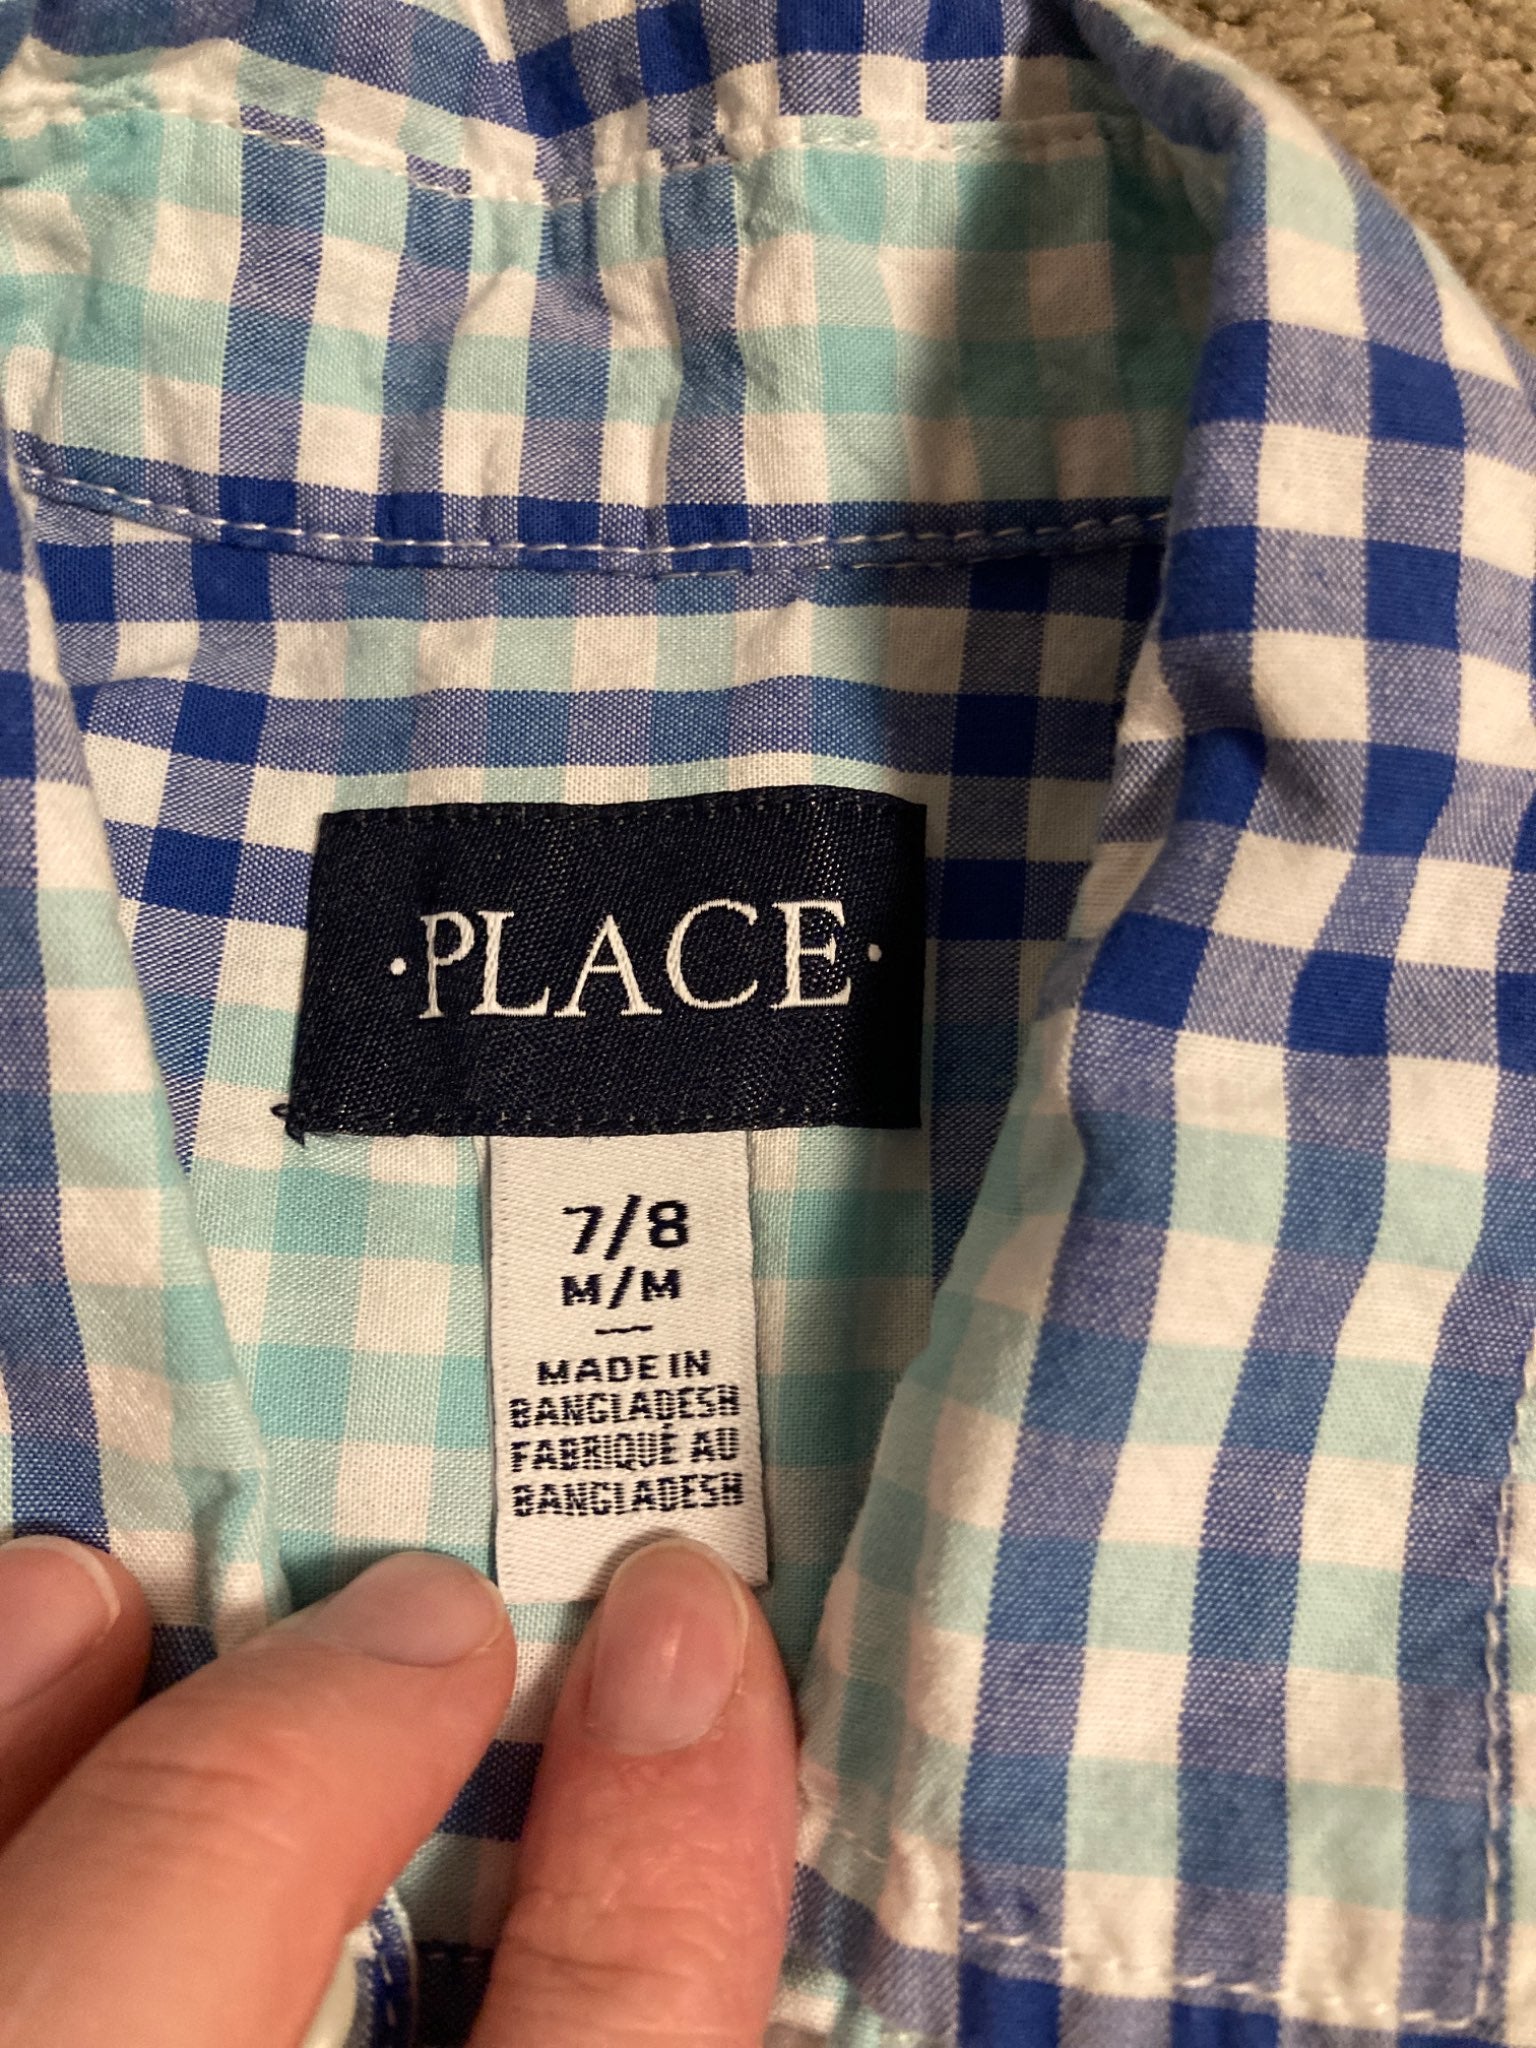 ·PLACE·
7/8
M/M
—
MADE IN
BANGLADESH
FABRIQUÉ AU
BANGLADESH